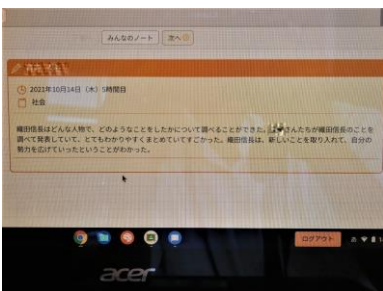 みんなのノート
次へ
2021年10月14日（木）5時間目
社会
織田信長はどんな人物で、どのようなことをしたかについて調べることができた。さんたちが織田信長のことを
調べて発表していて、とてもわかりやすくまとめていてすごかった。織田信長は、新しいことを取り入れて、自分の
勢力を広げていったということがわかった。
ログアウト
acer